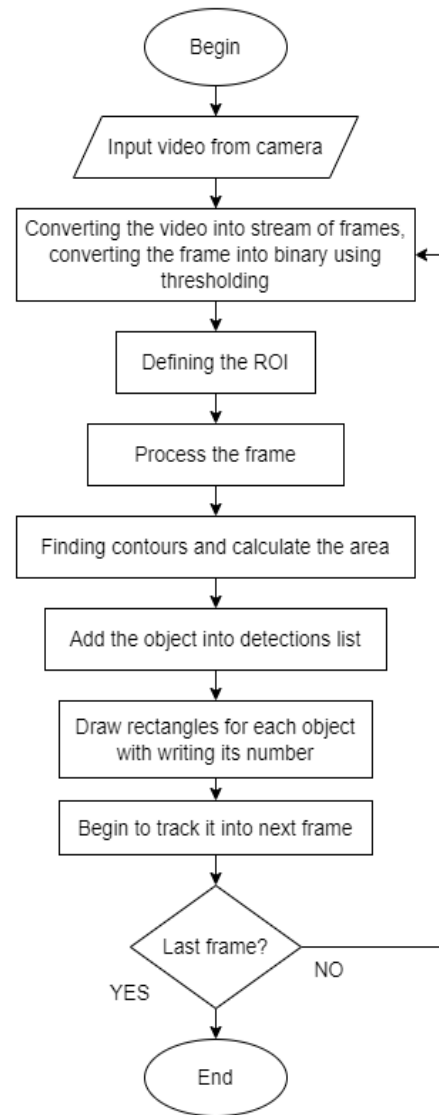 Begin
Input video from camera
Converting the video into stream of frames,
converting the frame into binary using
thresholding
Defining the ROI
Process the frame
Finding contours and calculate the area
Add the object into detections list
Draw rectangles for each object
with writing its number
Begin to track it into next frame
Last frame?
NO
YES
End